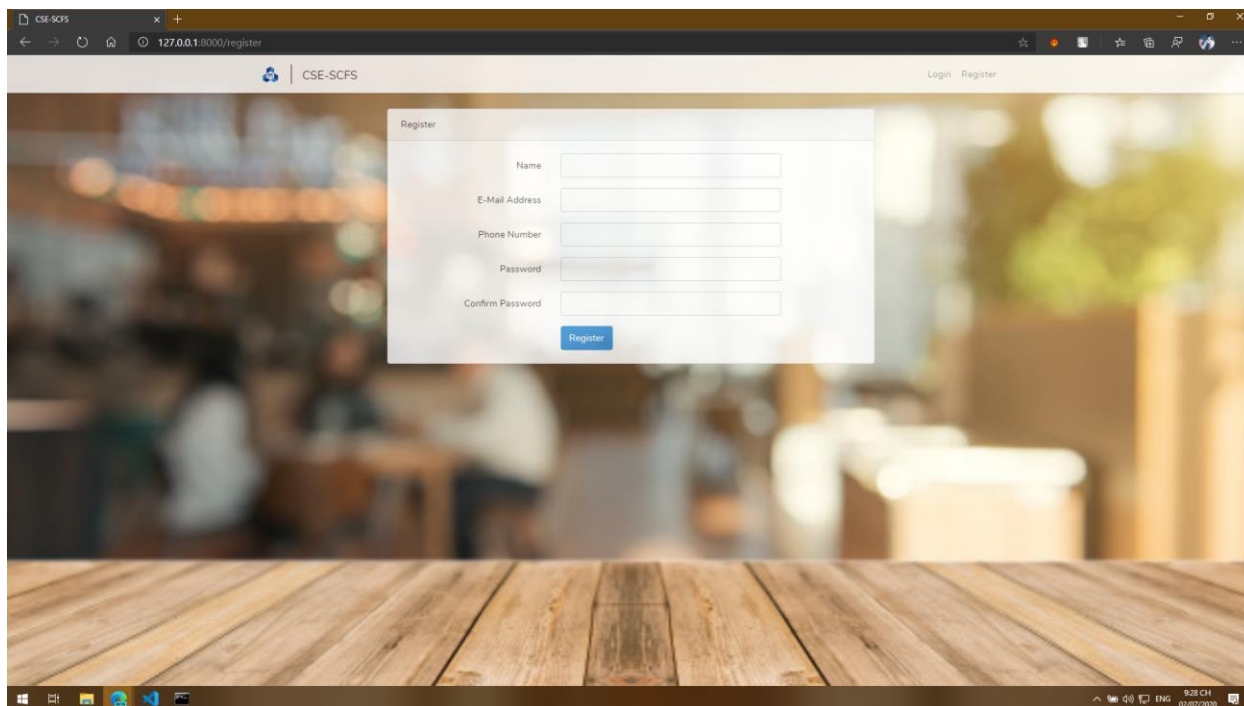 CSE-SCFS
127.0.0.1:8000/register
CSE-SCFS
Login Register
Register
Name
E-Mail Address
Phone Number
Password
Confirm Password
Register
ENG
9:28 CH
02/07/2020